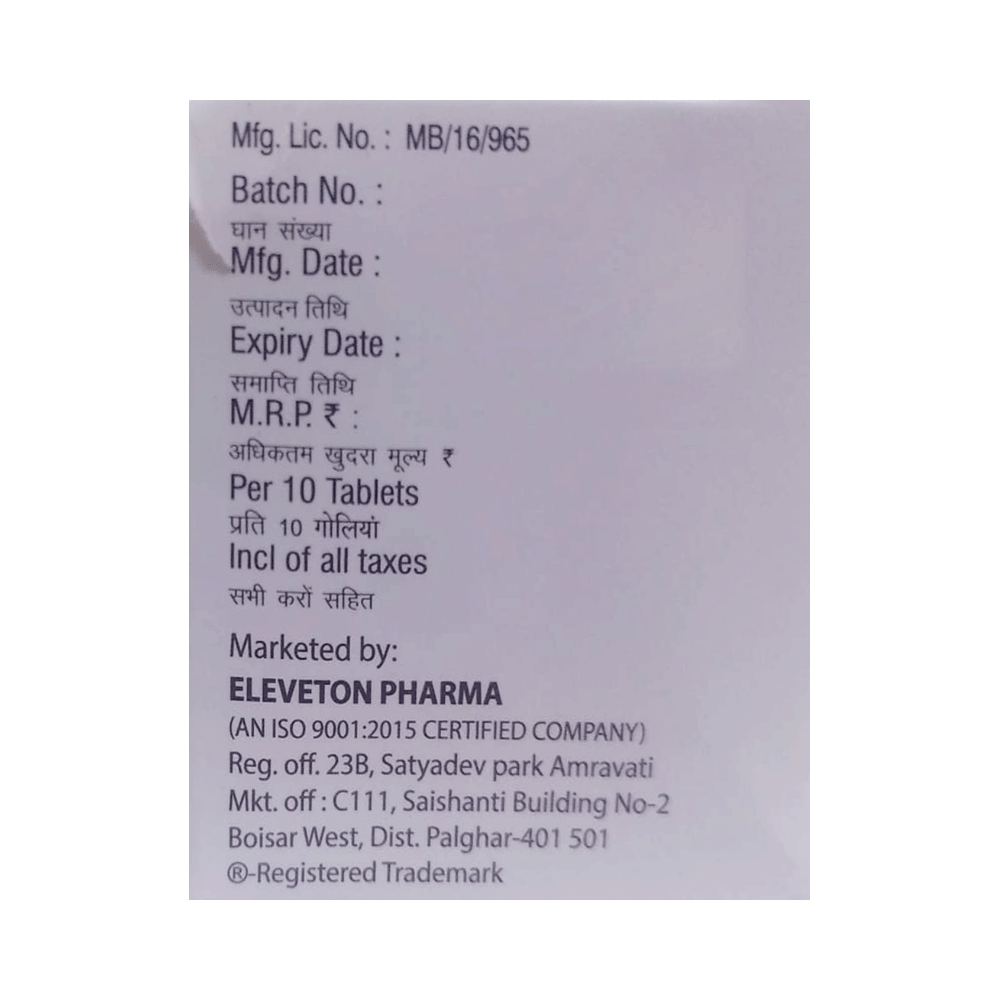 Mfg. Lic. No. : MB/16/965
Batch No. :
घान संख्या
Mfg. Date :
उत्पादन तिथि
Expiry Date :
समाप्ति तिथि
M.R.P. ₹ :
अधिकतम खुदरा मूल्य ₹
Per 10 Tablets
प्रति 10 गोलियां
Incl of all taxes
सभी करों सहित
Marketed by:
ELEVETON PHARMA
(AN ISO 9001:2015 CERTIFIED COMPANY)
Reg. off. 23B, Satyadev park Amravati
Mkt. off : C111, Saishanti Building No-2
Boisar West, Dist. Palghar-401 501
®-Registered Trademark